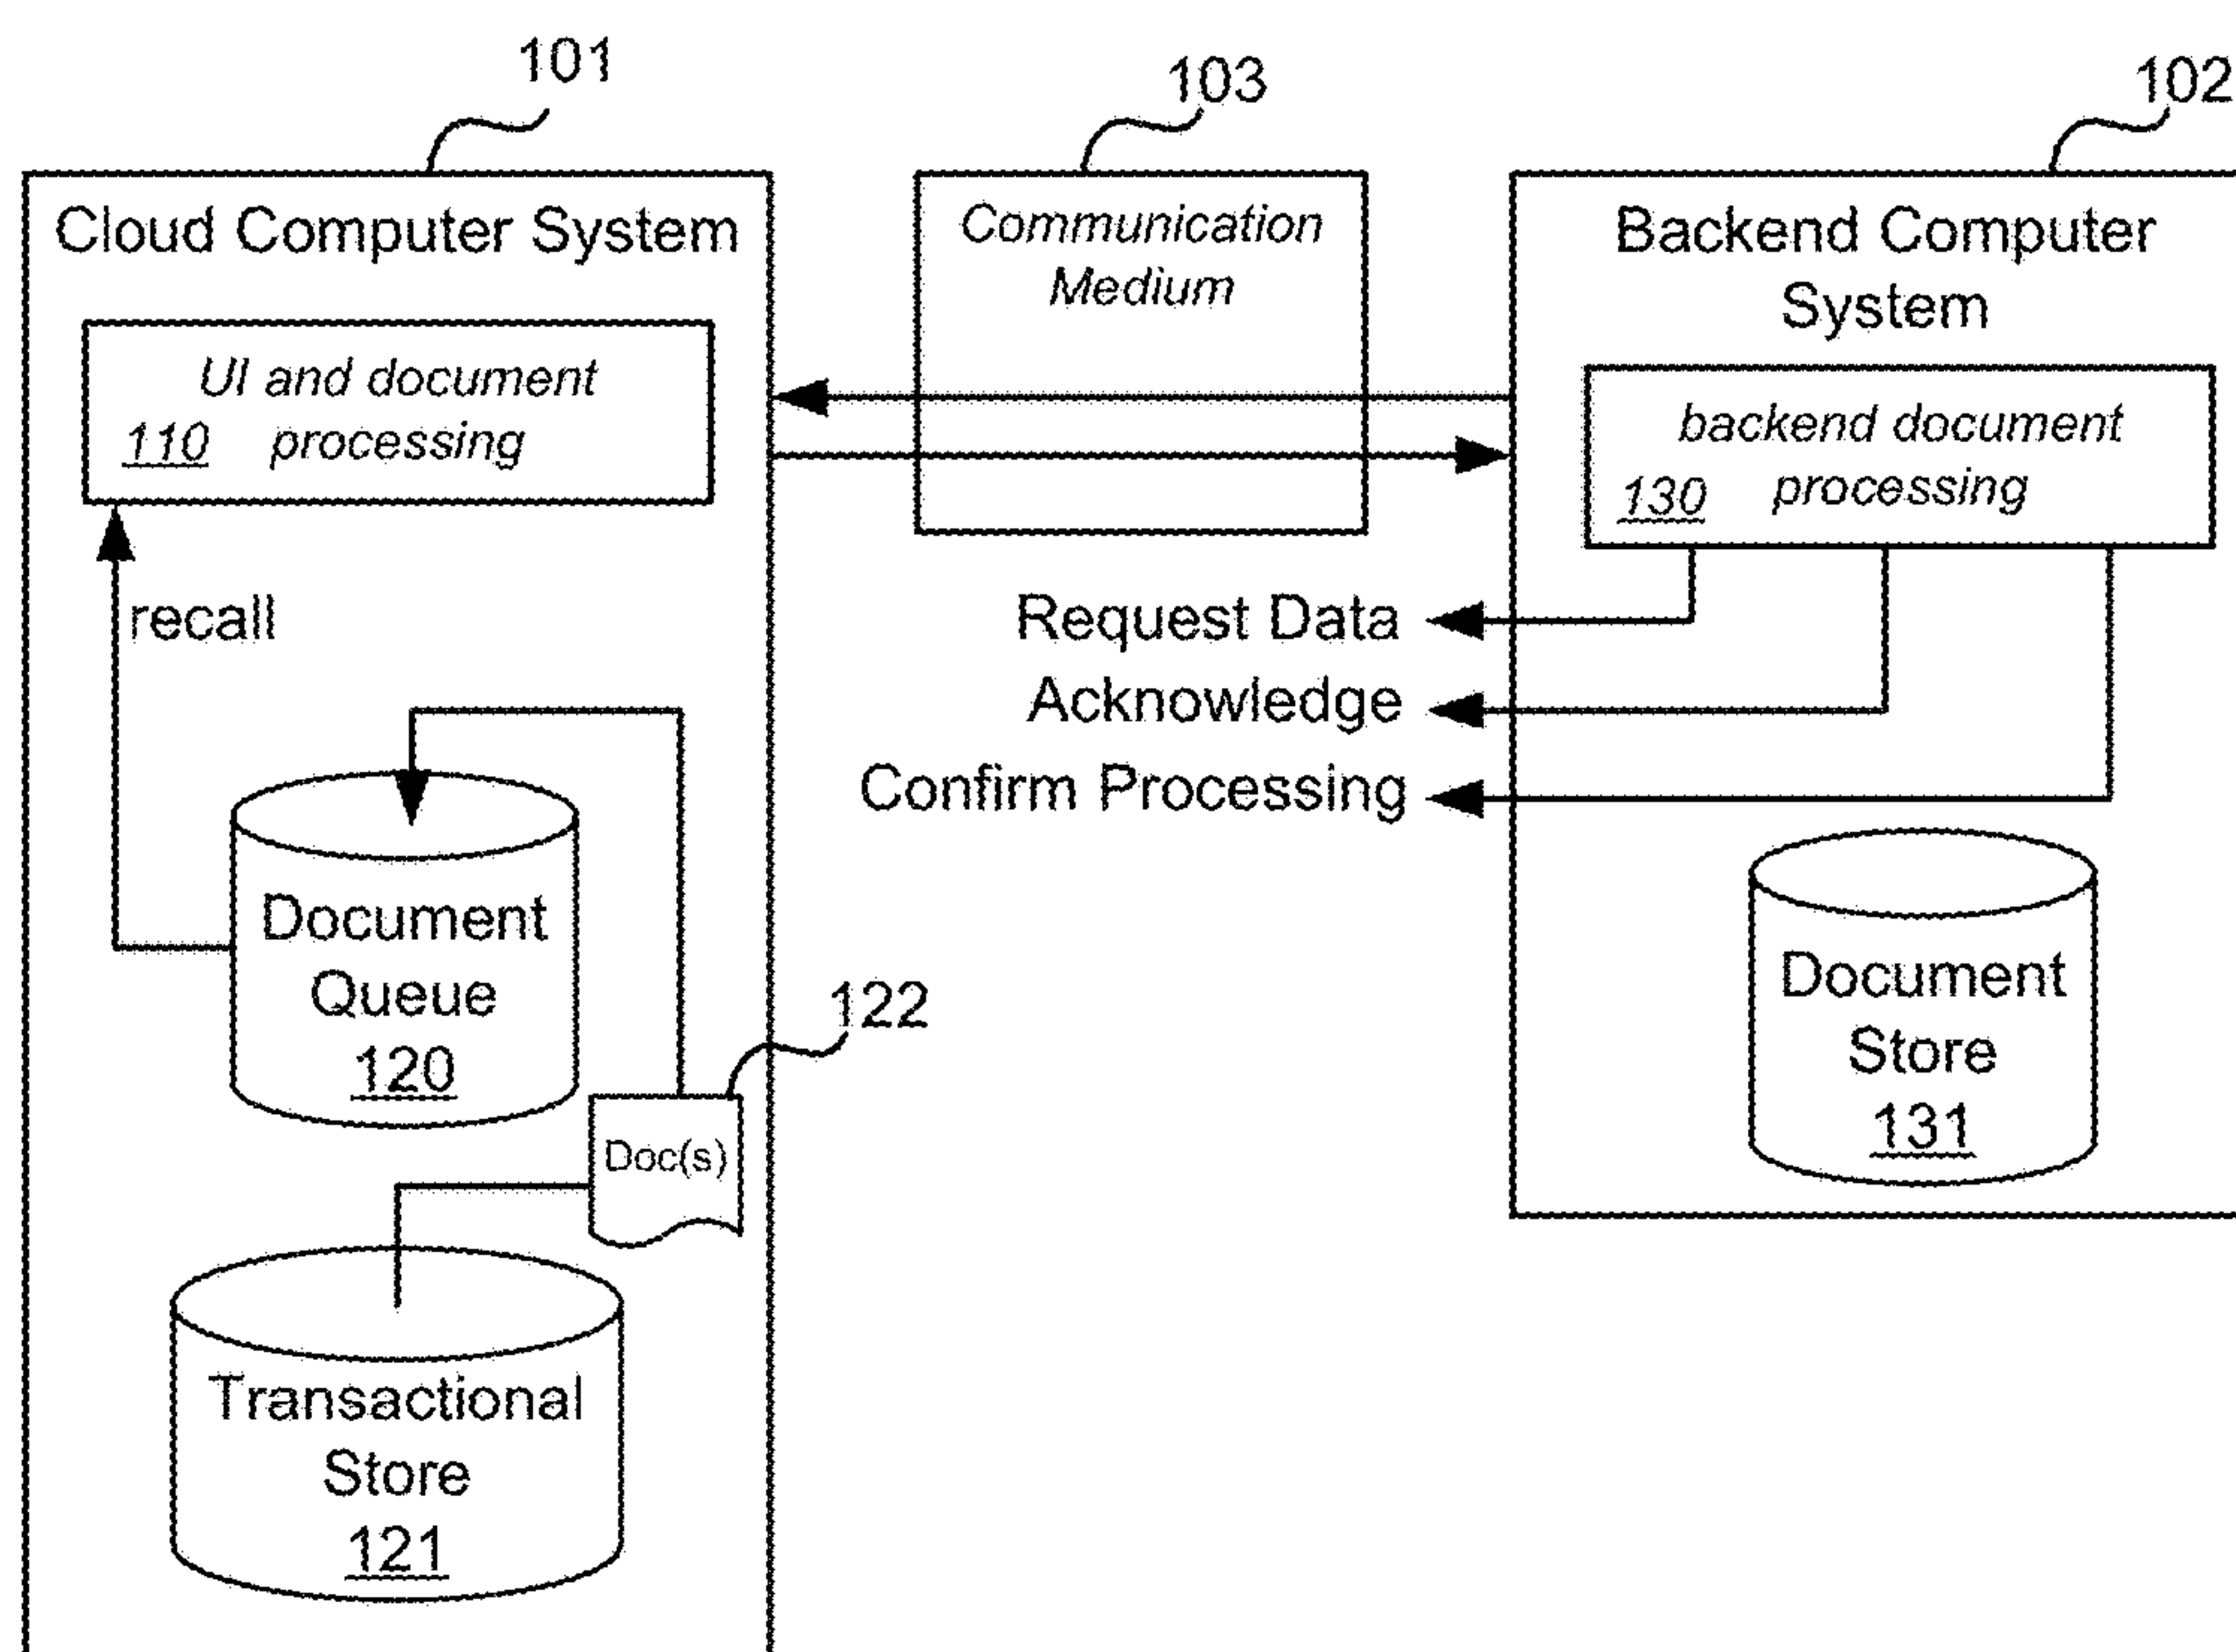 101
103
102
Cloud Computer System
UI and document
110 processing
recall
Document
Queue
120
122
Doc(s)
Transactional
Store
121
Communication
Medium
Request Data
Acknowledge
Confirm Processing
Backend Computer
System
backend document
130 processing
Document
Store
131